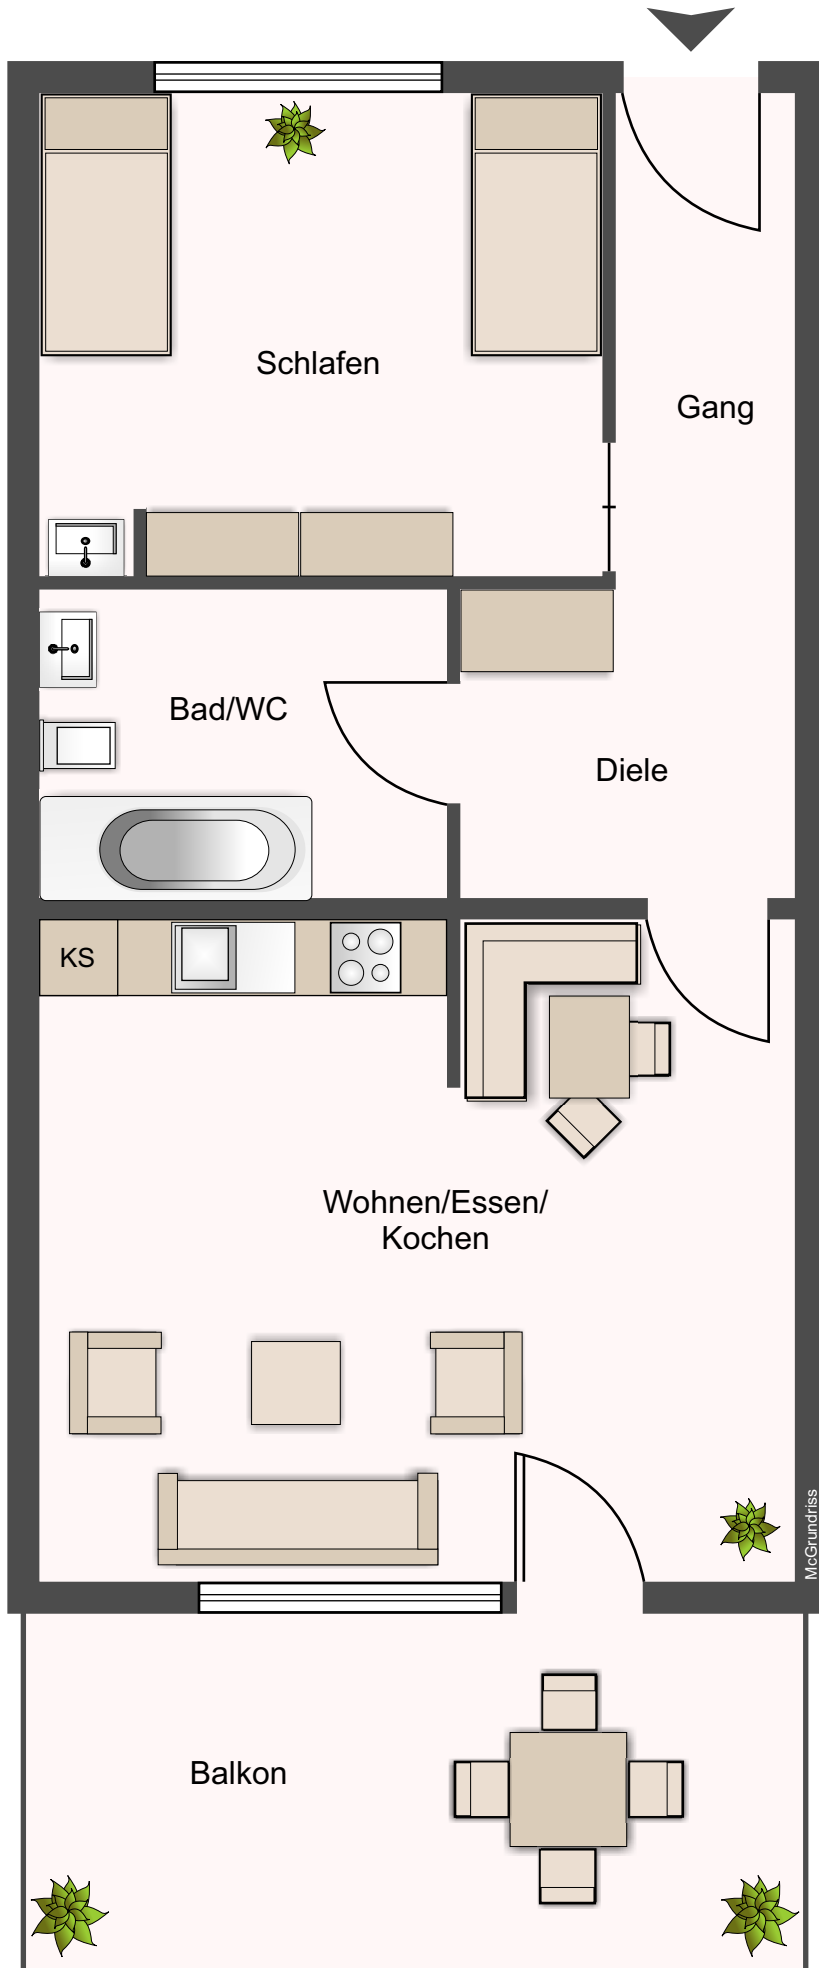 Schlafen
Gang
Bad/WC
Diele
KS
Wohnen/Essen/
Kochen
McGrundriss
Balkon